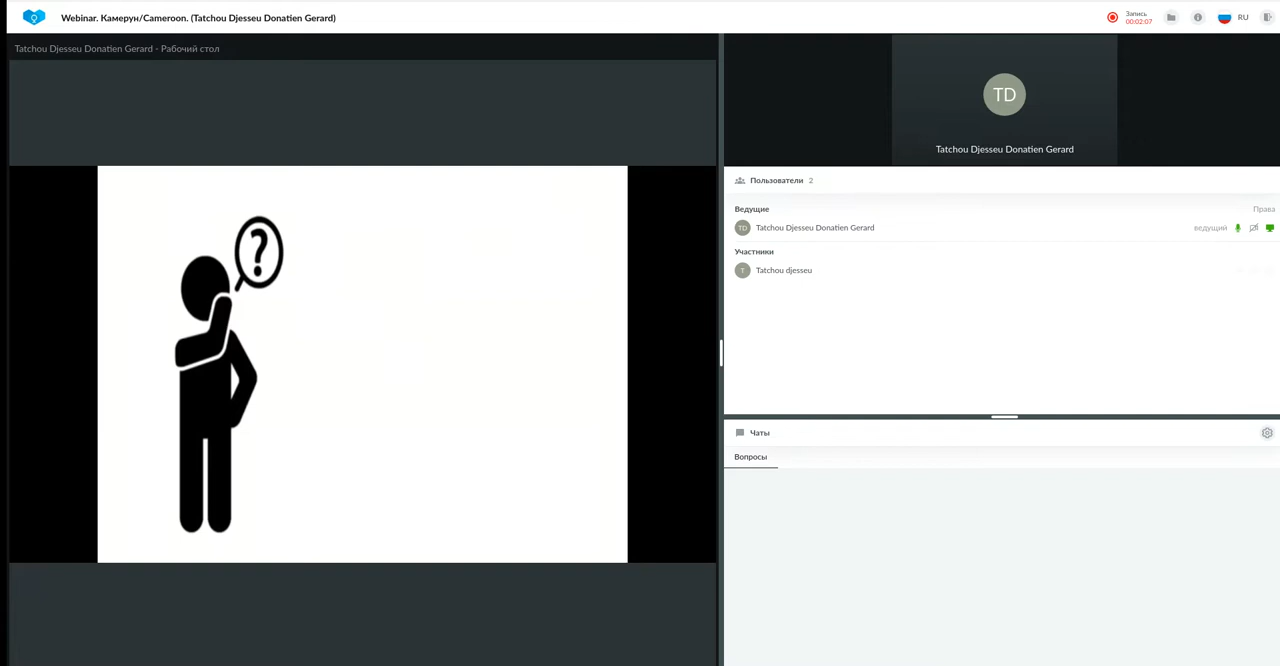 Webinar. Камерун/Cameroon. (Tatchou Djesseu Donatien Gerard)
Запись
00:02:07
RU
Tatchou Djesseu Donatien Gerard - Рабочий стол
?
TD
Tatchou Djesseu Donatien Gerard
Пользователи 2
Ведущие Права
TD Tatchou Djesseu Donatien Gerard ведущий
Участники
T Tatchou djesseu
Чаты
Вопросы